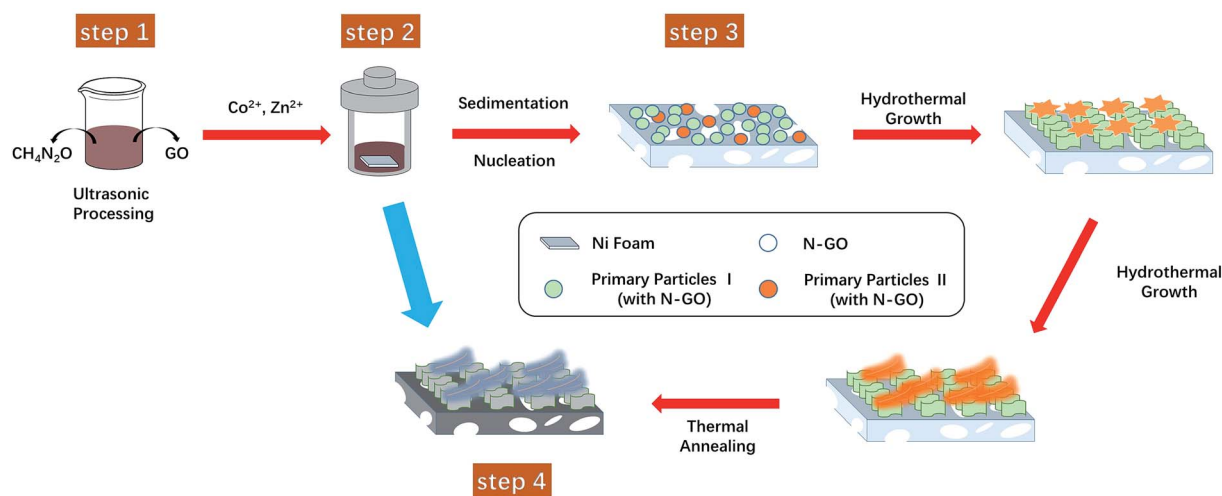 step 1
step 2
step 3
Co²⁺, Zn²⁺
Sedimentation
Nucleation
Hydrothermal
Growth
CH₄N₂O
GO
Ultrasonic
Processing
Ni Foam
N-GO
Primary Particles I
(with N-GO)
Primary Particles II
(with N-GO)
Hydrothermal
Growth
Thermal
Annealing
step 4